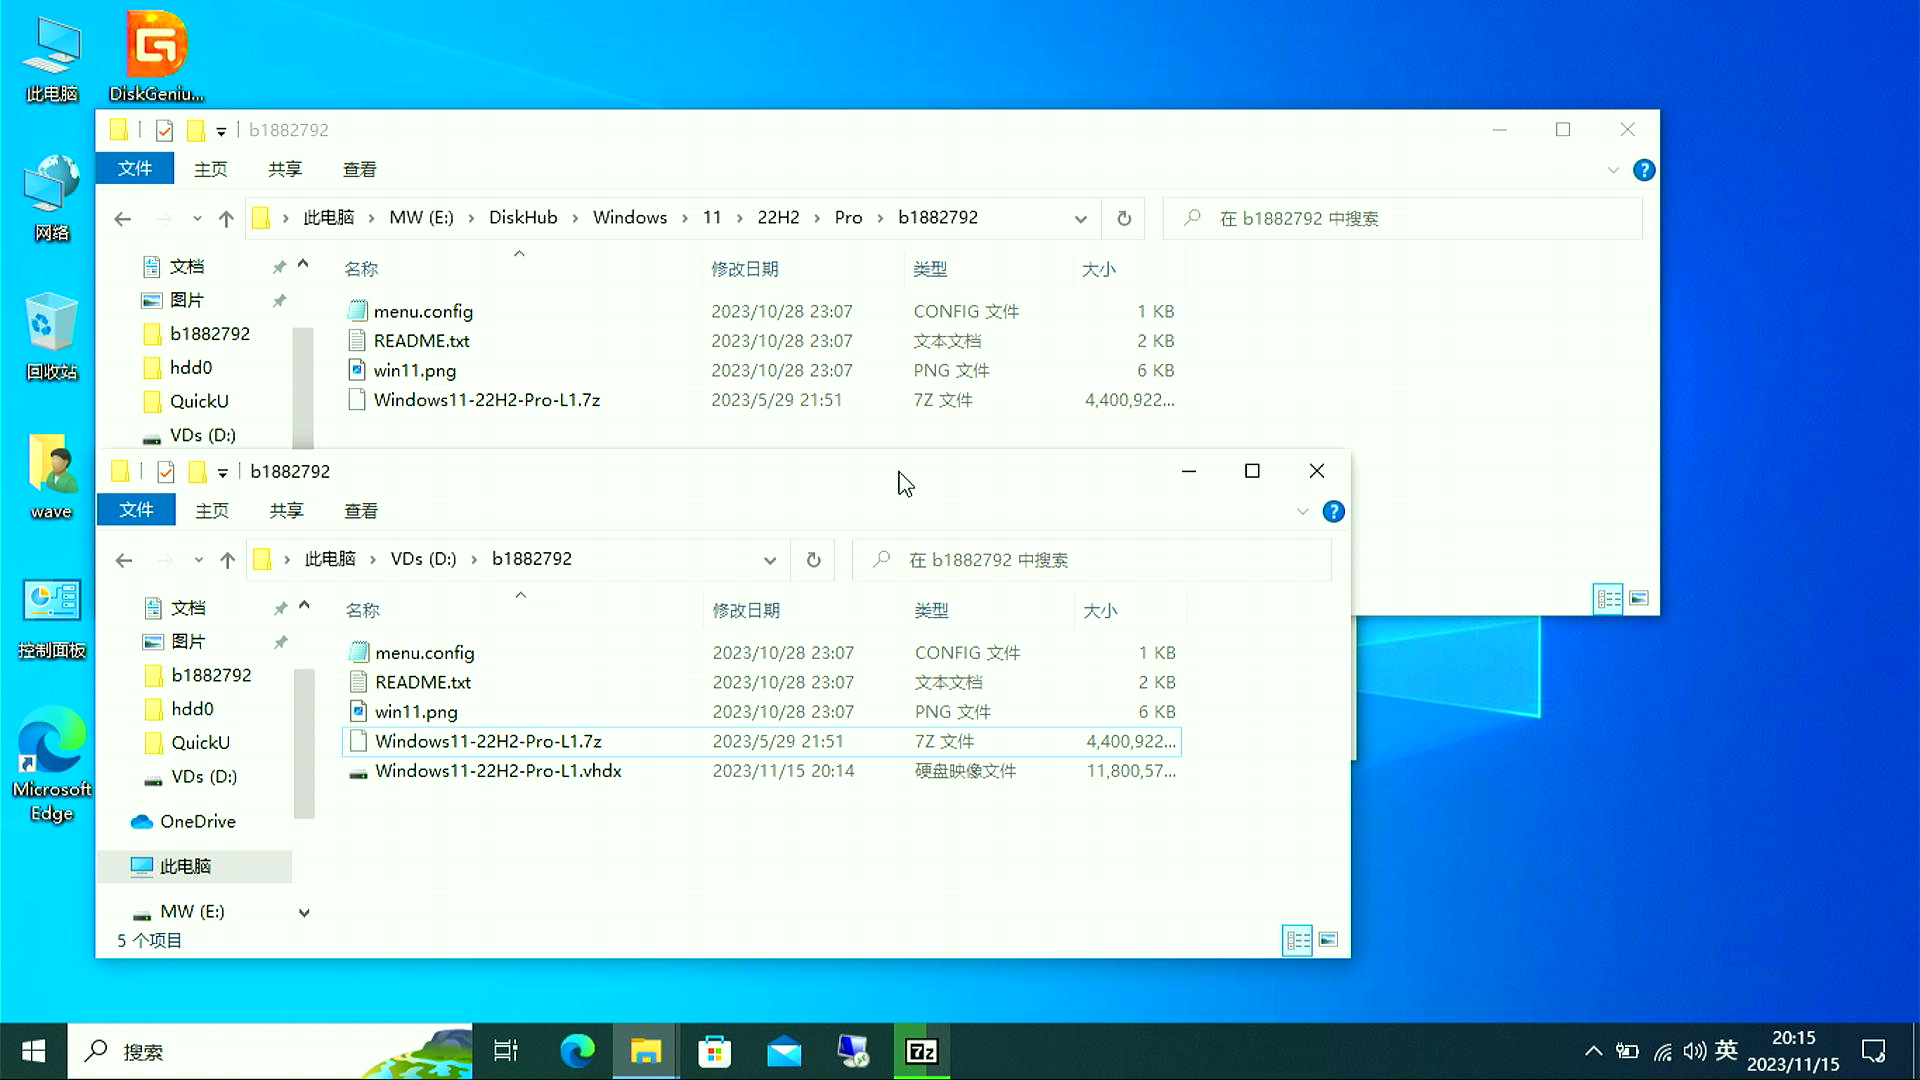 此电脑
DiskGeniu...
网络
回收站
wave
控制面板
Microsoft
Edge
b1882792
文件 主页 共享 查看
此电脑 › MW (E:) › DiskHub › Windows › 11 › 22H2 › Pro › b1882792
在 b1882792 中搜索
文档
图片
b1882792
hdd0
QuickU
VDs (D:)
名称 修改日期 类型 大小
menu.config 2023/10/28 23:07 CONFIG 文件 1 KB
README.txt 2023/10/28 23:07 文本文档 2 KB
win11.png 2023/10/28 23:07 PNG 文件 6 KB
Windows11-22H2-Pro-L1.7z 2023/5/29 21:51 7Z 文件 4,400,922...
b1882792
文件 主页 共享 查看
此电脑 › VDs (D:) › b1882792
在 b1882792 中搜索
文档
图片
b1882792
hdd0
QuickU
VDs (D:)
OneDrive
此电脑
MW (E:)
名称 修改日期 类型 大小
menu.config 2023/10/28 23:07 CONFIG 文件 1 KB
README.txt 2023/10/28 23:07 文本文档 2 KB
win11.png 2023/10/28 23:07 PNG 文件 6 KB
Windows11-22H2-Pro-L1.7z 2023/5/29 21:51 7Z 文件 4,400,922...
Windows11-22H2-Pro-L1.vhdx 2023/11/15 20:14 硬盘映像文件 11,800,57...
5 个项目
搜索
7z
英
20:15
2023/11/15